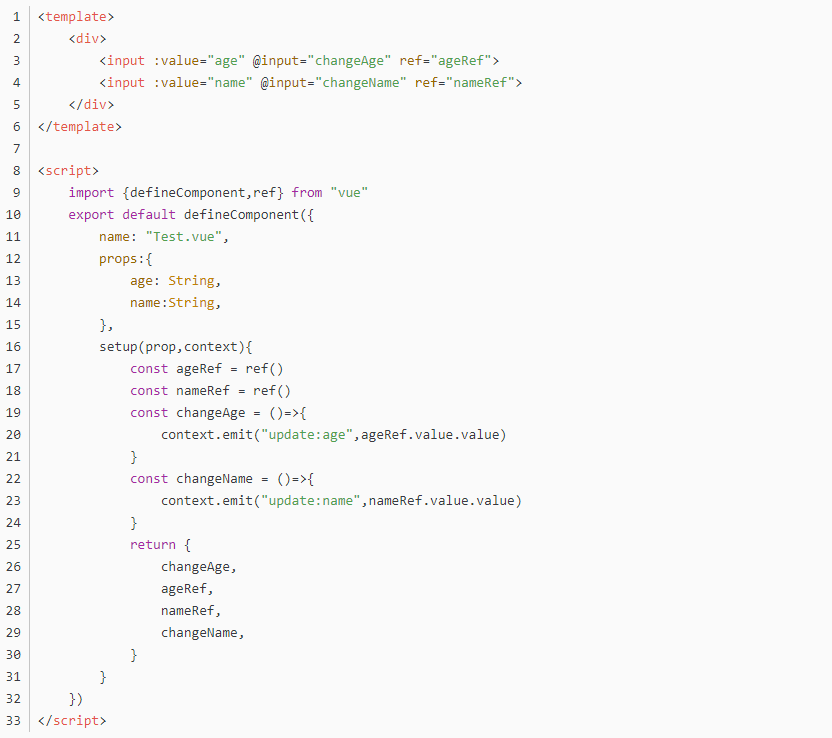 1 <template>
2     <div>
3         <input :value="age" @input="changeAge" ref="ageRef">
4         <input :value="name" @input="changeName" ref="nameRef">
5     </div>
6 </template>
7
8 <script>
9     import {defineComponent,ref} from "vue"
10     export default defineComponent({
11         name: "Test.vue",
12         props:{
13             age: String,
14             name:String,
15         },
16         setup(prop,context){
17             const ageRef = ref()
18             const nameRef = ref()
19             const changeAge = ()=>{
20                 context.emit("update:age",ageRef.value.value)
21             }
22             const changeName = ()=>{
23                 context.emit("update:name",nameRef.value.value)
24             }
25             return {
26                 changeAge,
27                 ageRef,
28                 nameRef,
29                 changeName,
30             }
31         }
32     })
33 </script>